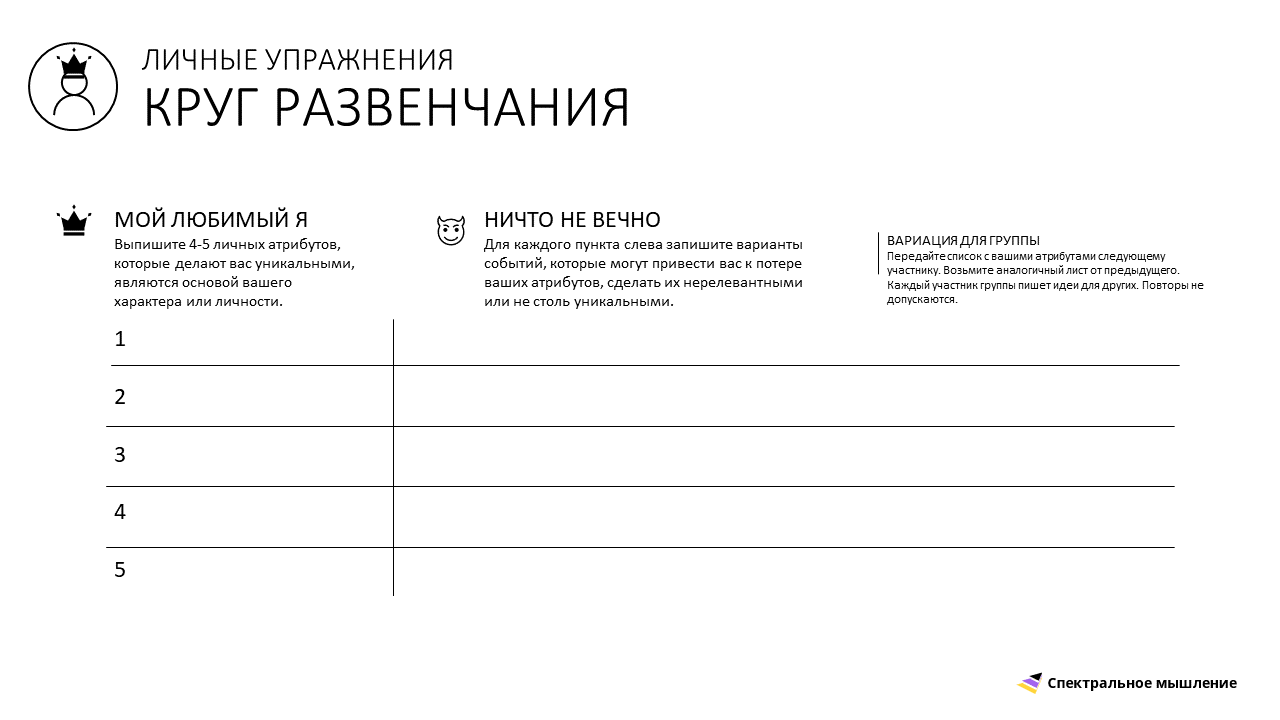 ЛИЧНЫЕ УПРАЖНЕНИЯ
КРУГ РАЗВЕНЧАНИЯ
МОЙ ЛЮБИМЫЙ Я
Выпишите 4-5 личных атрибутов,
которые делают вас уникальными,
являются основой вашего
характера или личности.
НИЧТО НЕ ВЕЧНО
Для каждого пункта слева запишите варианты
событий, которые могут привести вас к потере
ваших атрибутов, сделать их нерелевантными
или не столь уникальными.
ВАРИАЦИЯ ДЛЯ ГРУППЫ
Передайте список с вашими атрибутами следующему
участнику. Возьмите аналогичный лист от предыдущего.
Каждый участник группы пишет идеи для других. Повторы не
допускаются.
1
2
3
4
5
Спектральное мышление